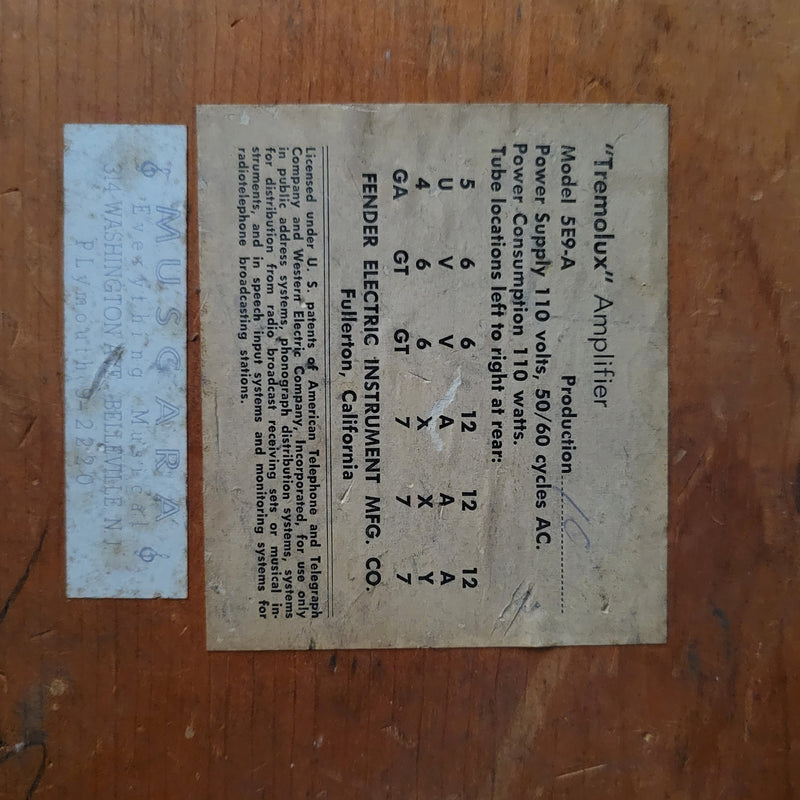 "Tremolux" Amplifier
Model 5E9-A Production
Power Supply 110 volts, 50/60 cycles AC.
Power Consumption 110 watts.
Tube locations left to right at rear:
5 6 6 12 12 12
U V V A A A
4 6 6 X X Y
GA GT GT 7 7 7
FENDER ELECTRIC INSTRUMENT MFG. CO.
Fullerton, California
Licensed under U. S. patents of American Telephone and Telegraph
Company and Western Electric Company, Incorporated, for use only
in public address systems, phonograph distribution systems, systems
for distribution from radio broadcast receiving sets or musical in-
struments, and in speech input systems and monitoring systems for
radiotelephone broadcasting stations.
MUSCARA
Everything Musical
314 WASHINGTON AVE. BELLEVILLE NJ
PLymouth 9-2220